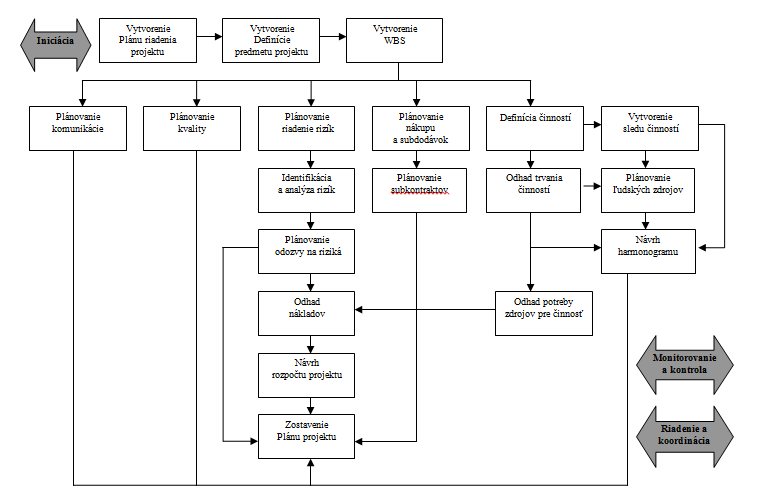 Iniciácia
Vytvorenie
Plánu riadenia
projektu
Vytvorenie
Definície
predmetu projektu
Vytvorenie
WBS
Plánovanie
komunikácie
Plánovanie
kvality
Plánovanie
riadenie rizík
Plánovanie
nákupu
a subdodávok
Definícia činností
Vytvorenie
sledu činností
Identifikácia
a analýza rizík
Plánovanie
subkontraktov
Odhad trvania
činností
Plánovanie
ľudských zdrojov
Plánovanie
odozvy na riziká
Návrh
harmonogramu
Odhad
nákladov
Odhad potreby
zdrojov pre činnosť
Návrh
rozpočtu projektu
Monitorovanie
a kontrola
Zostavenie
Plánu projektu
Riadenie a
koordinácia